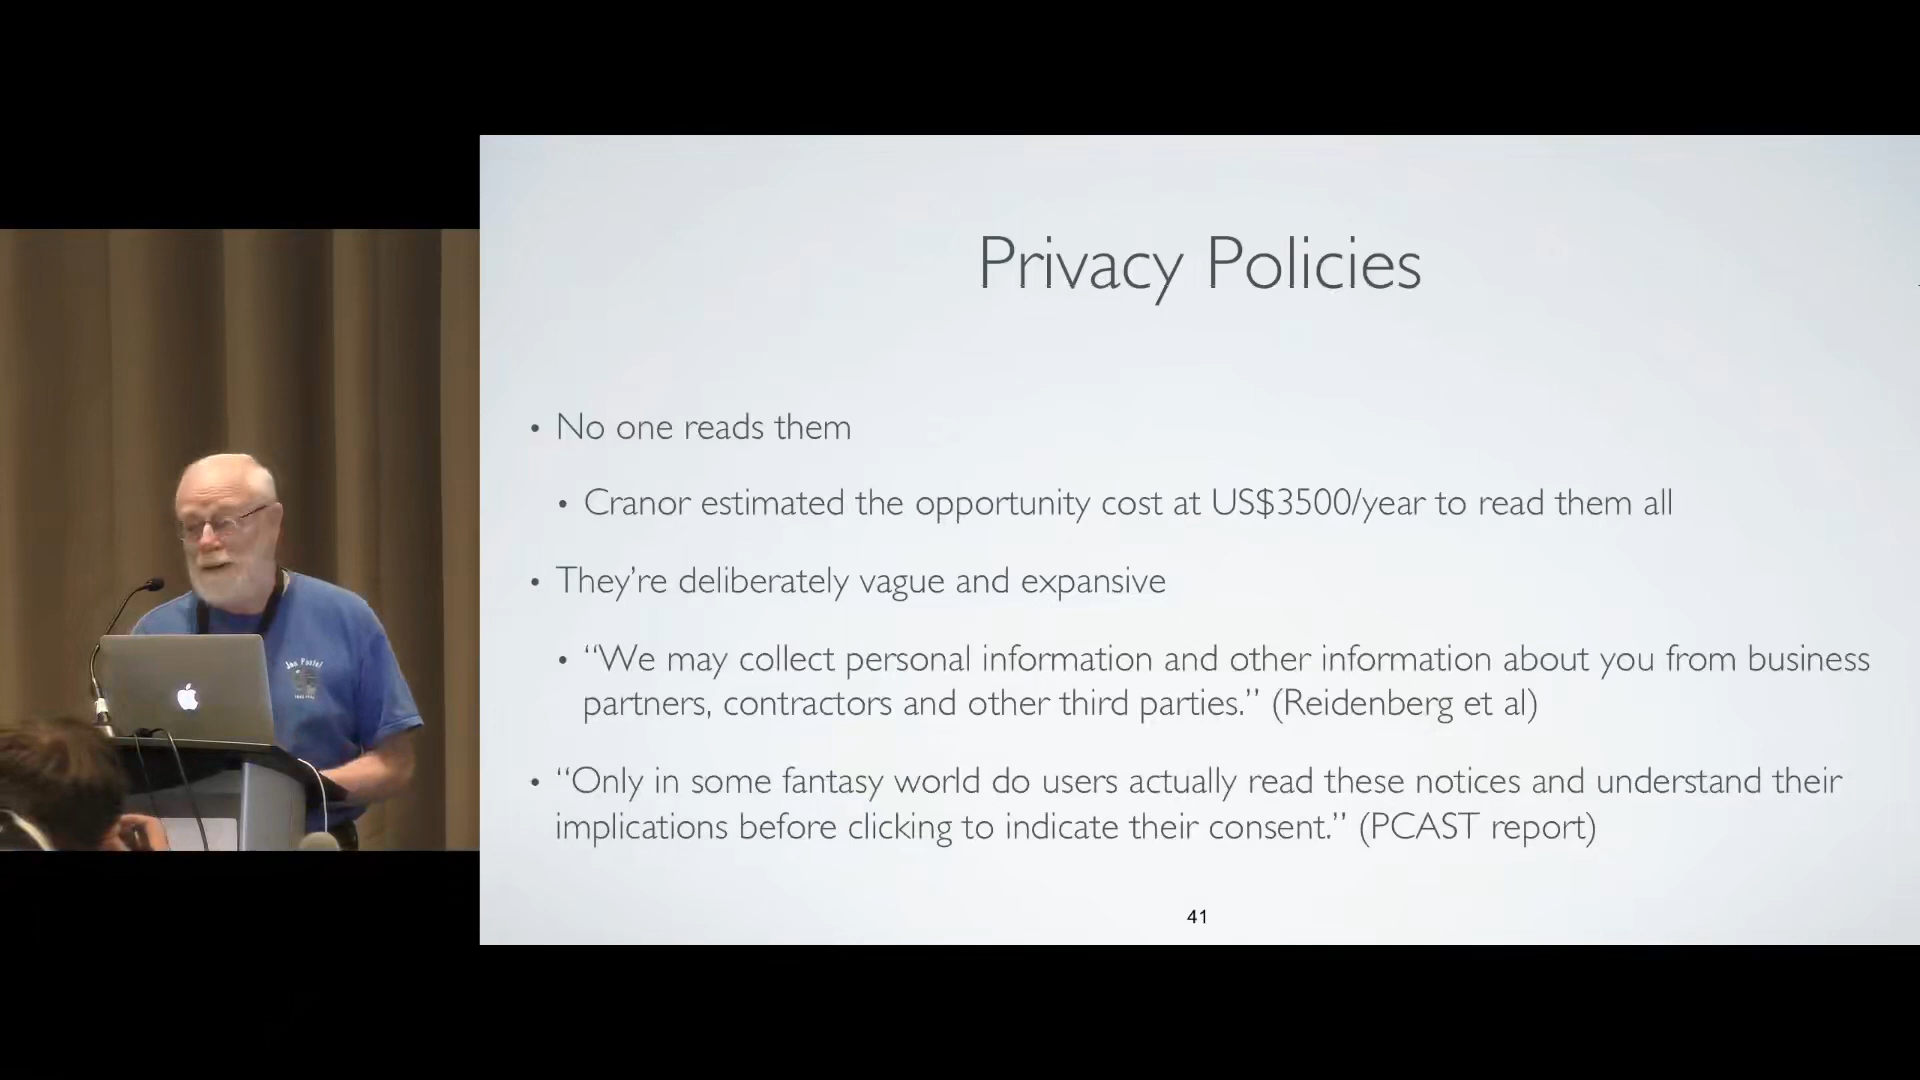 Privacy Policies
• No one reads them
• Cranor estimated the opportunity cost at US$3500/year to read them all
• They’re deliberately vague and expansive
• “We may collect personal information and other information about you from business
partners, contractors and other third parties.” (Reidenberg et al)
• “Only in some fantasy world do users actually read these notices and understand their
implications before clicking to indicate their consent.” (PCAST report)
41
Jon Postel